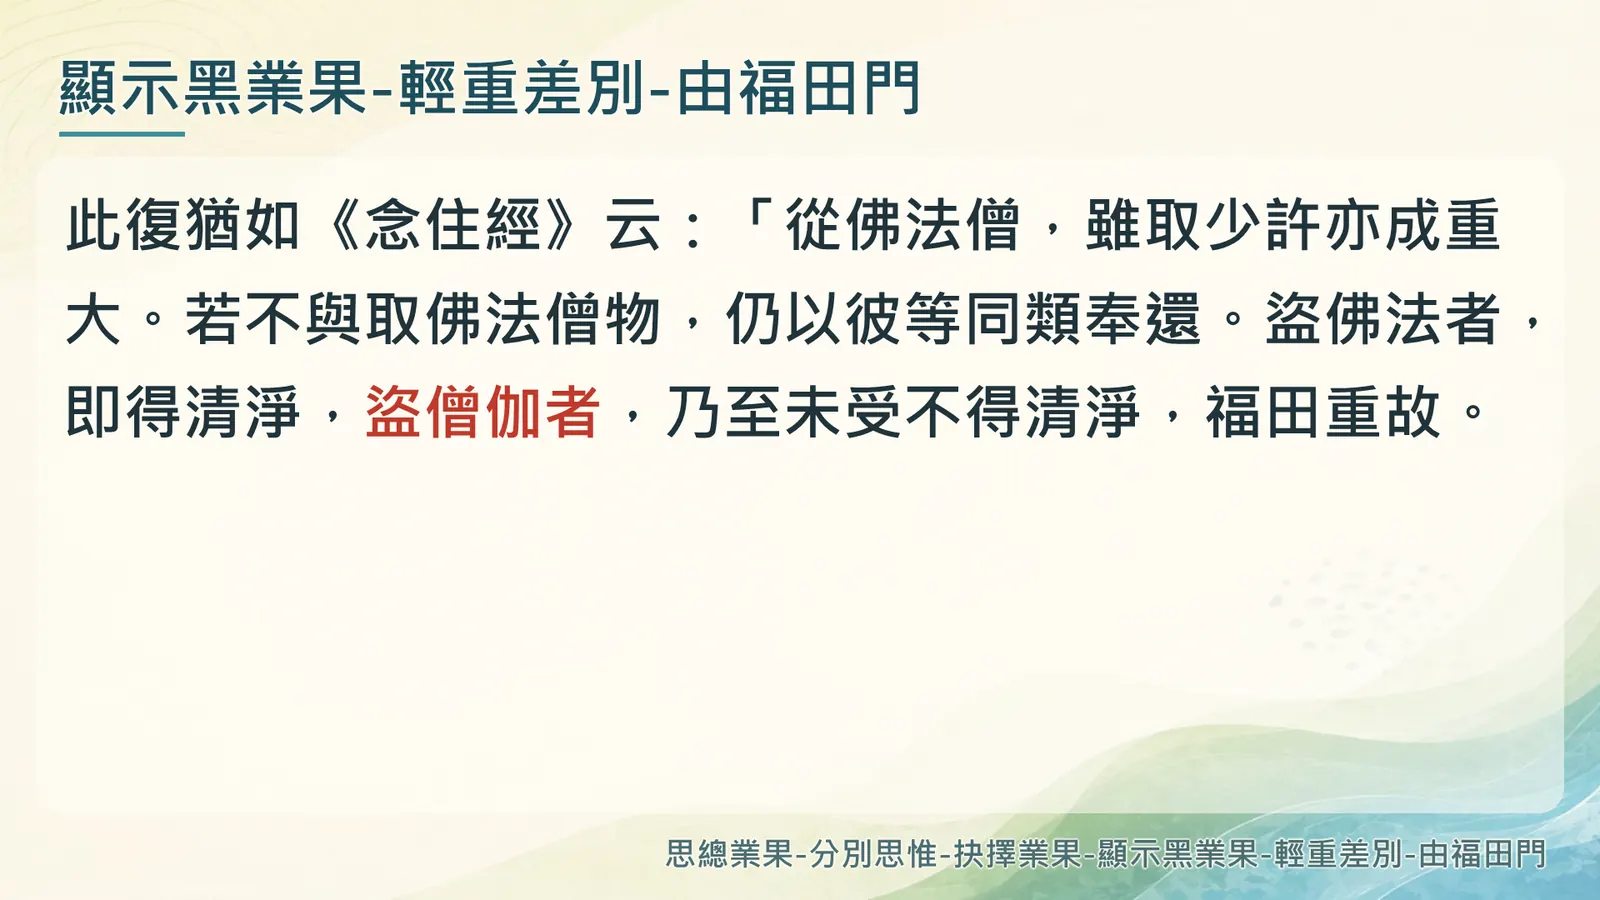 顯示黑業果-輕重差別-由福田門
此復猶如《念住經》云：「從佛法僧，雖取少許亦成重
大。若不與取佛法僧物，仍以彼等同類奉還。盜佛法者，
即得清淨，盜僧伽者，乃至未受不得清淨，福田重故。
思總業果-分別思惟-抉擇業果-顯示黑業果-輕重差別-由福田門